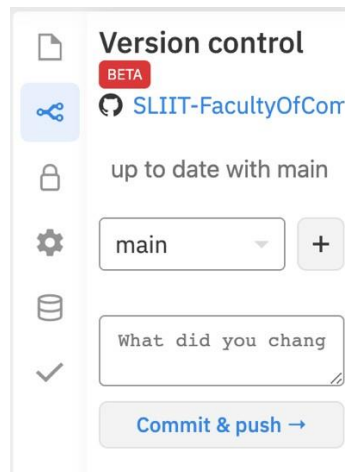 Version control
BETA
SLIIT-FacultyOfCom
up to date with main
main
+
What did you chang
Commit & push →